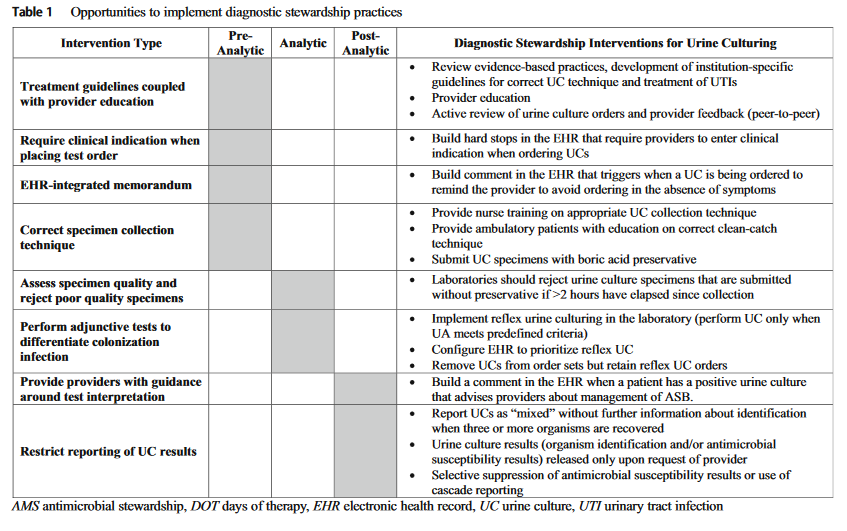 Table 1 Opportunities to implement diagnostic stewardship practices
Intervention Type
Pre-
Analytic
Analytic
Post-
Analytic
Diagnostic Stewardship Interventions for Urine Culturing
Treatment guidelines coupled
with provider education
• Review evidence-based practices, development of institution-specific
guidelines for correct UC technique and treatment of UTIs
• Provider education
• Active review of urine culture orders and provider feedback (peer-to-peer)
Require clinical indication when
placing test order
• Build hard stops in the EHR that require providers to enter clinical
indication when ordering UCs
EHR-integrated memorandum
• Build comment in the EHR that triggers when a UC is being ordered to
remind the provider to avoid ordering in the absence of symptoms
Correct specimen collection
technique
• Provide nurse training on appropriate UC collection technique
• Provide ambulatory patients with education on correct clean-catch
technique
• Submit UC specimens with boric acid preservative
Assess specimen quality and
reject poor quality specimens
• Laboratories should reject urine culture specimens that are submitted
without preservative if >2 hours have elapsed since collection
Perform adjunctive tests to
differentiate colonization
infection
• Implement reflex urine culturing in the laboratory (perform UC only when
UA meets predefined criteria)
• Configure EHR to prioritize reflex UC
• Remove UCs from order sets but retain reflex UC orders
Provide providers with guidance
around test interpretation
• Build a comment in the EHR when a patient has a positive urine culture
that advises providers about management of ASB.
Restrict reporting of UC results
• Report UCs as “mixed” without further information about identification
when three or more organisms are recovered
• Urine culture results (organism identification and/or antimicrobial
susceptibility results) released only upon request of provider
• Selective suppression of antimicrobial susceptibility results or use of
cascade reporting
AMS antimicrobial stewardship, DOT days of therapy, EHR electronic health record, UC urine culture, UTI urinary tract infection